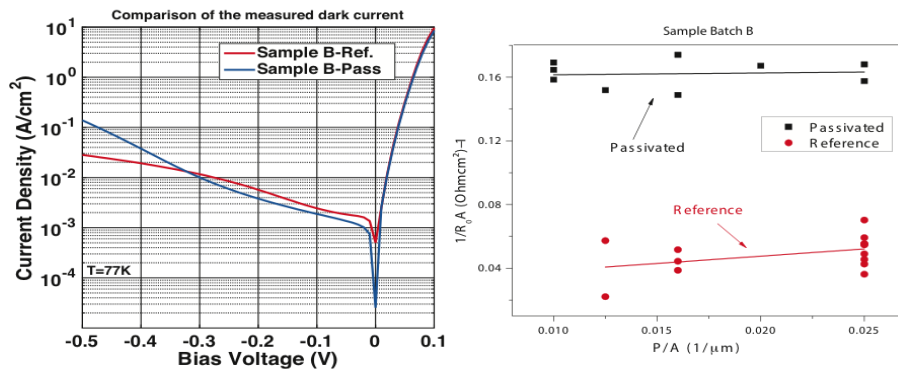 Comparison of the measured dark current
10^1
10^0
10^-1
10^-2
10^-3
10^-4
Current Density (A/cm^2)
Sample B-Ref.
Sample B-Pass
T=77K
-0.5 -0.4 -0.3 -0.2 -0.1 0 0.1
Bias Voltage (V)
Sample Batch B
0.16
0.12
0.08
0.04
1/R₀A (Ohmcm²)–1
Passivated
Passivated
Reference
Reference
0.010 0.015 0.020 0.025
P/A (1/μm)